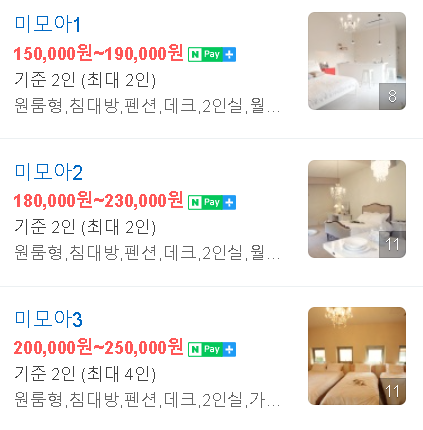 미모아1
150,000원~190,000원 N Pay +
기준 2인 (최대 2인)
원룸형,침대방,펜션,데크,2인실,월...
8
미모아2
180,000원~230,000원 N Pay +
기준 2인 (최대 2인)
원룸형,침대방,펜션,데크,2인실,월...
11
미모아3
200,000원~250,000원 N Pay +
기준 2인 (최대 4인)
원룸형,침대방,펜션,데크,2인실,가...
11